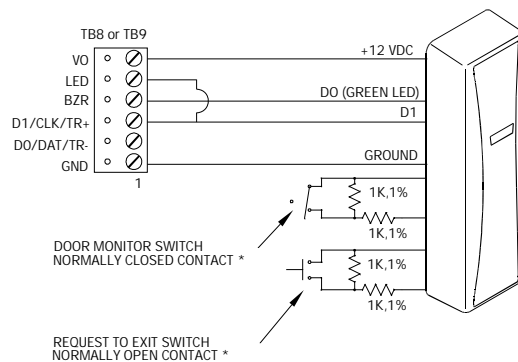 TB8 or TB9
VO
LED
BZR
D1/CLK/TR+
D0/DAT/TR-
GND
1
+12 VDC
DO (GREEN LED)
D1
GROUND
1K,1%
1K,1%
1K,1%
1K,1%
DOOR MONITOR SWITCH
NORMALLY CLOSED CONTACT *
REQUEST TO EXIT SWITCH
NORMALLY OPEN CONTACT *